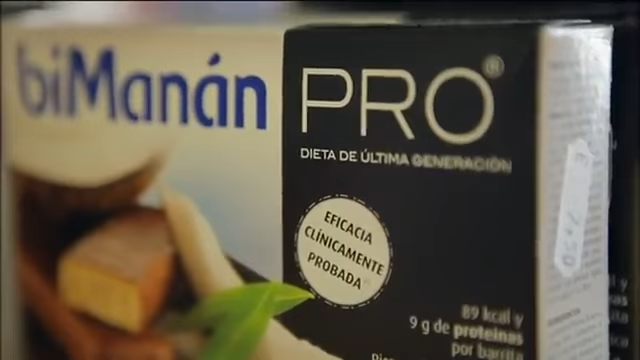 biManán
PRO®
DIETA DE ÚLTIMA GENERACIÓN
EFICACIA
CLÍNICAMENTE
PROBADA
89 kcal y
9 g de proteínas
por barrita